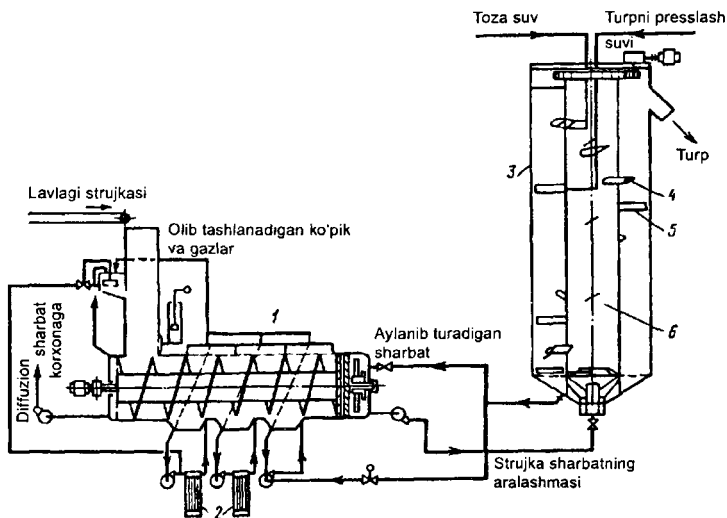 Toza suv
Turpni presslash
suvi
Turp
3
4
5
6
Lavlagi strujkasi
Olib tashlanadigan ko'pik
va gazlar
1
Aylanib turadigan
sharbat
Diffuzion
sharbat
korxonaga
Strujka sharbatning
aralashmasi
2